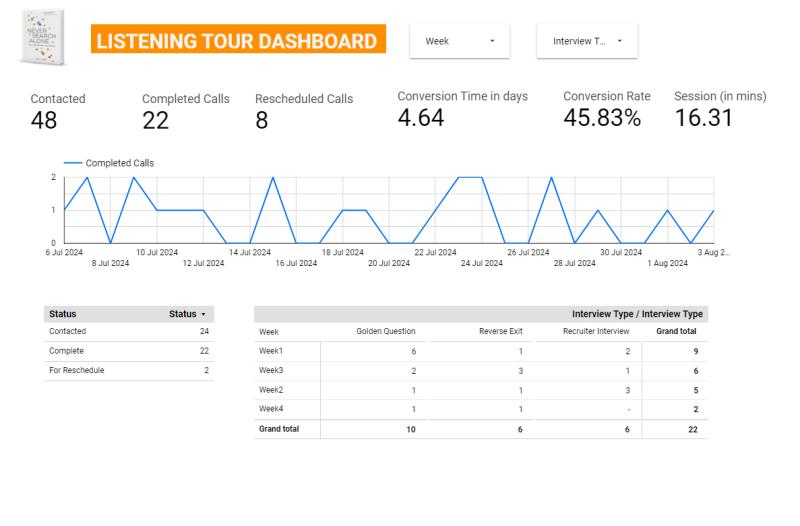 NEVER
SEARCH
ALONE
LISTENING TOUR DASHBOARD
Week
Interview T...
Contacted
48
Completed Calls
22
Rescheduled Calls
8
Conversion Time in days
4.64
Conversion Rate
45.83%
Session (in mins)
16.31
Completed Calls
2
1
0
6 Jul 2024
8 Jul 2024
10 Jul 2024
12 Jul 2024
14 Jul 2024
16 Jul 2024
18 Jul 2024
20 Jul 2024
22 Jul 2024
24 Jul 2024
26 Jul 2024
28 Jul 2024
30 Jul 2024
1 Aug 2024
3 Aug 2...
Status Status
Contacted 24
Complete 22
For Reschedule 2
Interview Type / Interview Type
Week Golden Question Reverse Exit Recruiter Interview Grand total
Week1 6 1 2 9
Week3 2 3 1 6
Week2 1 1 3 5
Week4 1 1 - 2
Grand total 10 6 6 22